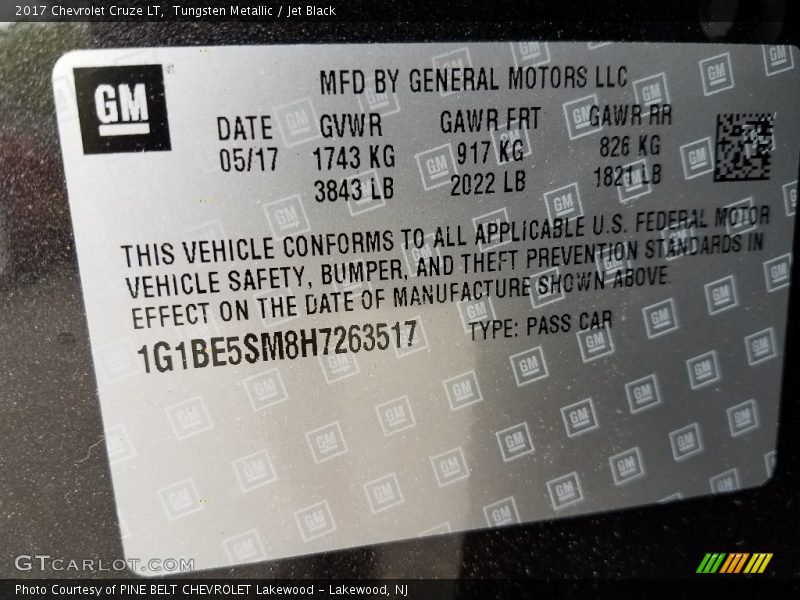 2017 Chevrolet Cruze LT,  Tungsten Metallic / Jet Black
GM
MFD BY GENERAL MOTORS LLC
DATE GVWR GAWR FRT GAWR RR
05/17 1743 KG 917 KG 826 KG
3843 LB 2022 LB 1821 LB
THIS VEHICLE CONFORMS TO ALL APPLICABLE U.S. FEDERAL MOTOR
VEHICLE SAFETY, BUMPER, AND THEFT PREVENTION STANDARDS IN
EFFECT ON THE DATE OF MANUFACTURE SHOWN ABOVE
1G1BE5SM8H7263517 TYPE: PASS CAR
GTCARLOT.COM
Photo Courtesy of PINE BELT CHEVROLET Lakewood - Lakewood, NJ